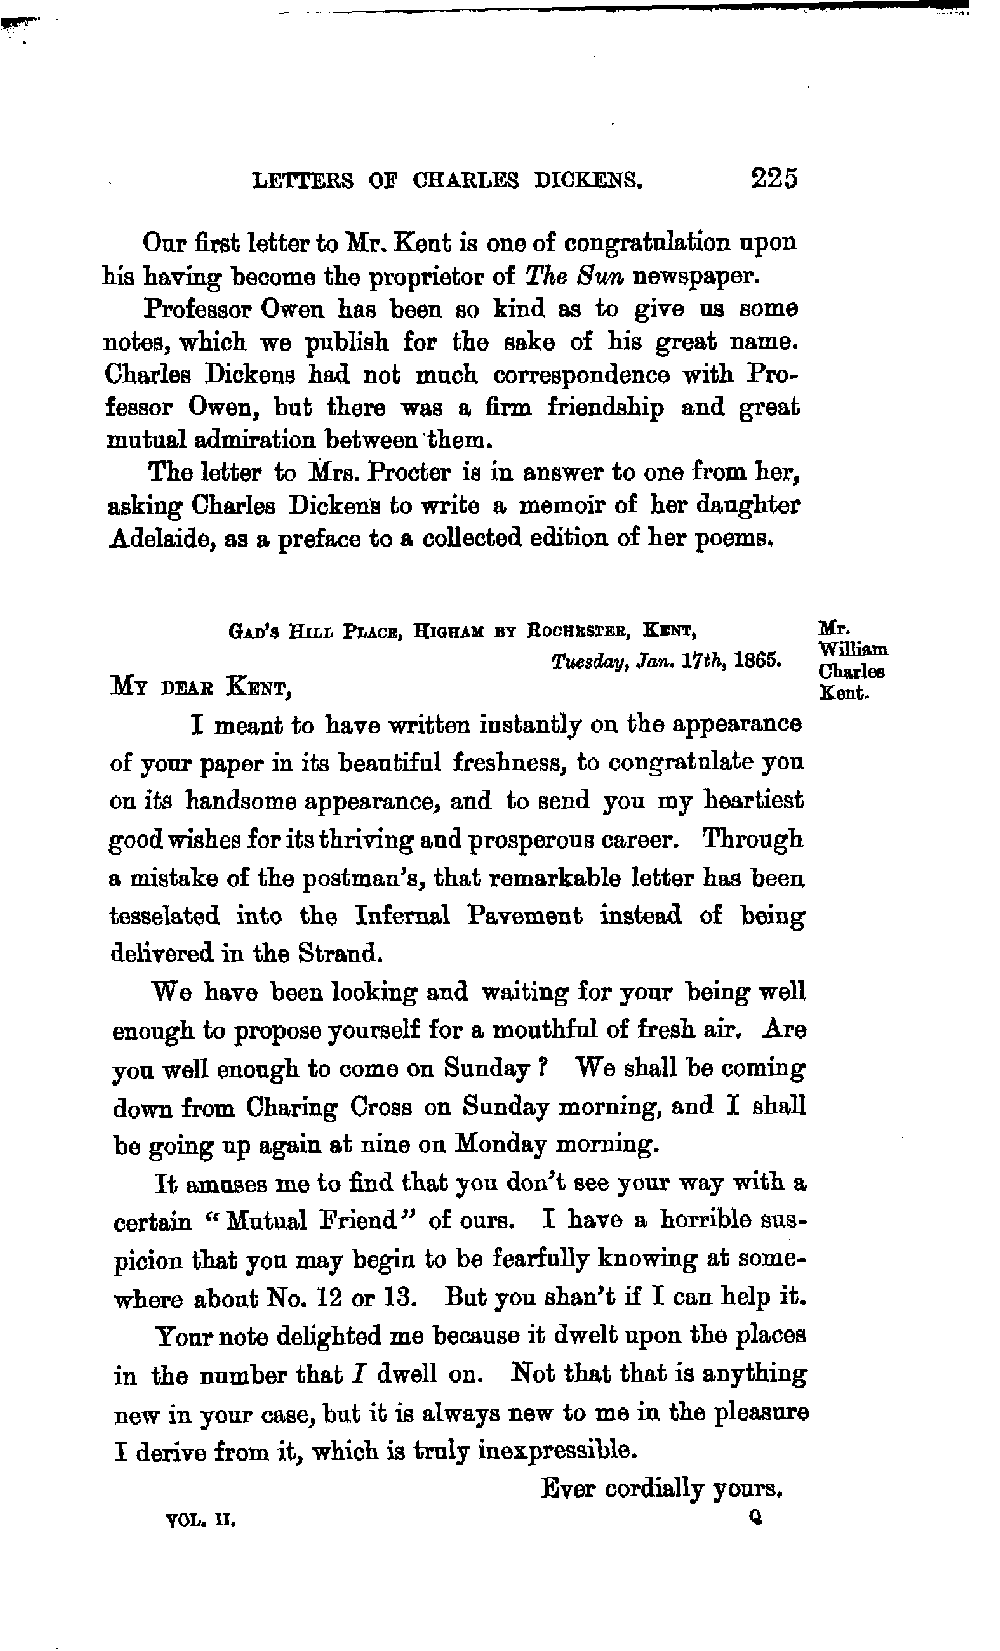 LETTERS OF CHARLES DICKENS. 225
Our first letter to Mr. Kent is one of congratulation upon
his having become the proprietor of The Sun newspaper.
Professor Owen has been so kind as to give us some
notes, which we publish for the sake of his great name.
Charles Dickens had not much correspondence with Pro-
fessor Owen, but there was a firm friendship and great
mutual admiration between them.
The letter to Mrs. Procter is in answer to one from her,
asking Charles Dickens to write a memoir of her daughter
Adelaide, as a preface to a collected edition of her poems.
Gad's Hill Place, Higham by Rochester, Kent,
Tuesday, Jan. 17th, 1865.
Mr.
William
Charles
Kent.
My dear Kent,
I meant to have written instantly on the appearance
of your paper in its beautiful freshness, to congratulate you
on its handsome appearance, and to send you my heartiest
good wishes for its thriving and prosperous career. Through
a mistake of the postman's, that remarkable letter has been
tesselated into the Infernal Pavement instead of being
delivered in the Strand.
We have been looking and waiting for your being well
enough to propose yourself for a mouthful of fresh air. Are
you well enough to come on Sunday? We shall be coming
down from Charing Cross on Sunday morning, and I shall
be going up again at nine on Monday morning.
It amuses me to find that you don't see your way with a
certain "Mutual Friend" of ours. I have a horrible sus-
picion that you may begin to be fearfully knowing at some-
where about No. 12 or 13. But you shan't if I can help it.
Your note delighted me because it dwelt upon the places
in the number that I dwell on. Not that that is anything
new in your case, but it is always new to me in the pleasure
I derive from it, which is truly inexpressible.
Ever cordially yours.
VOL. II. Q